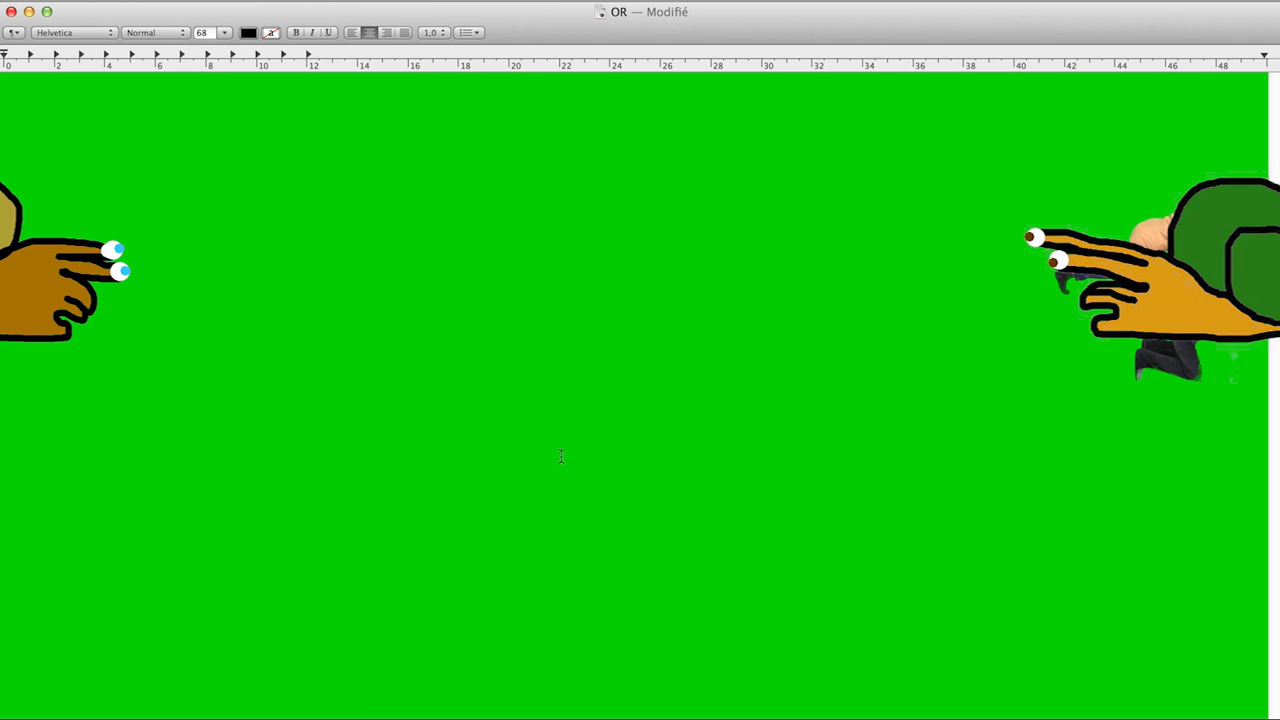 OR — Modifié
¶ Helvetica Normal 68 a B I U 1,0
0 2 4 6 8 10 12 14 16 18 20 22 24 26 28 30 32 34 36 38 40 42 44 46 48